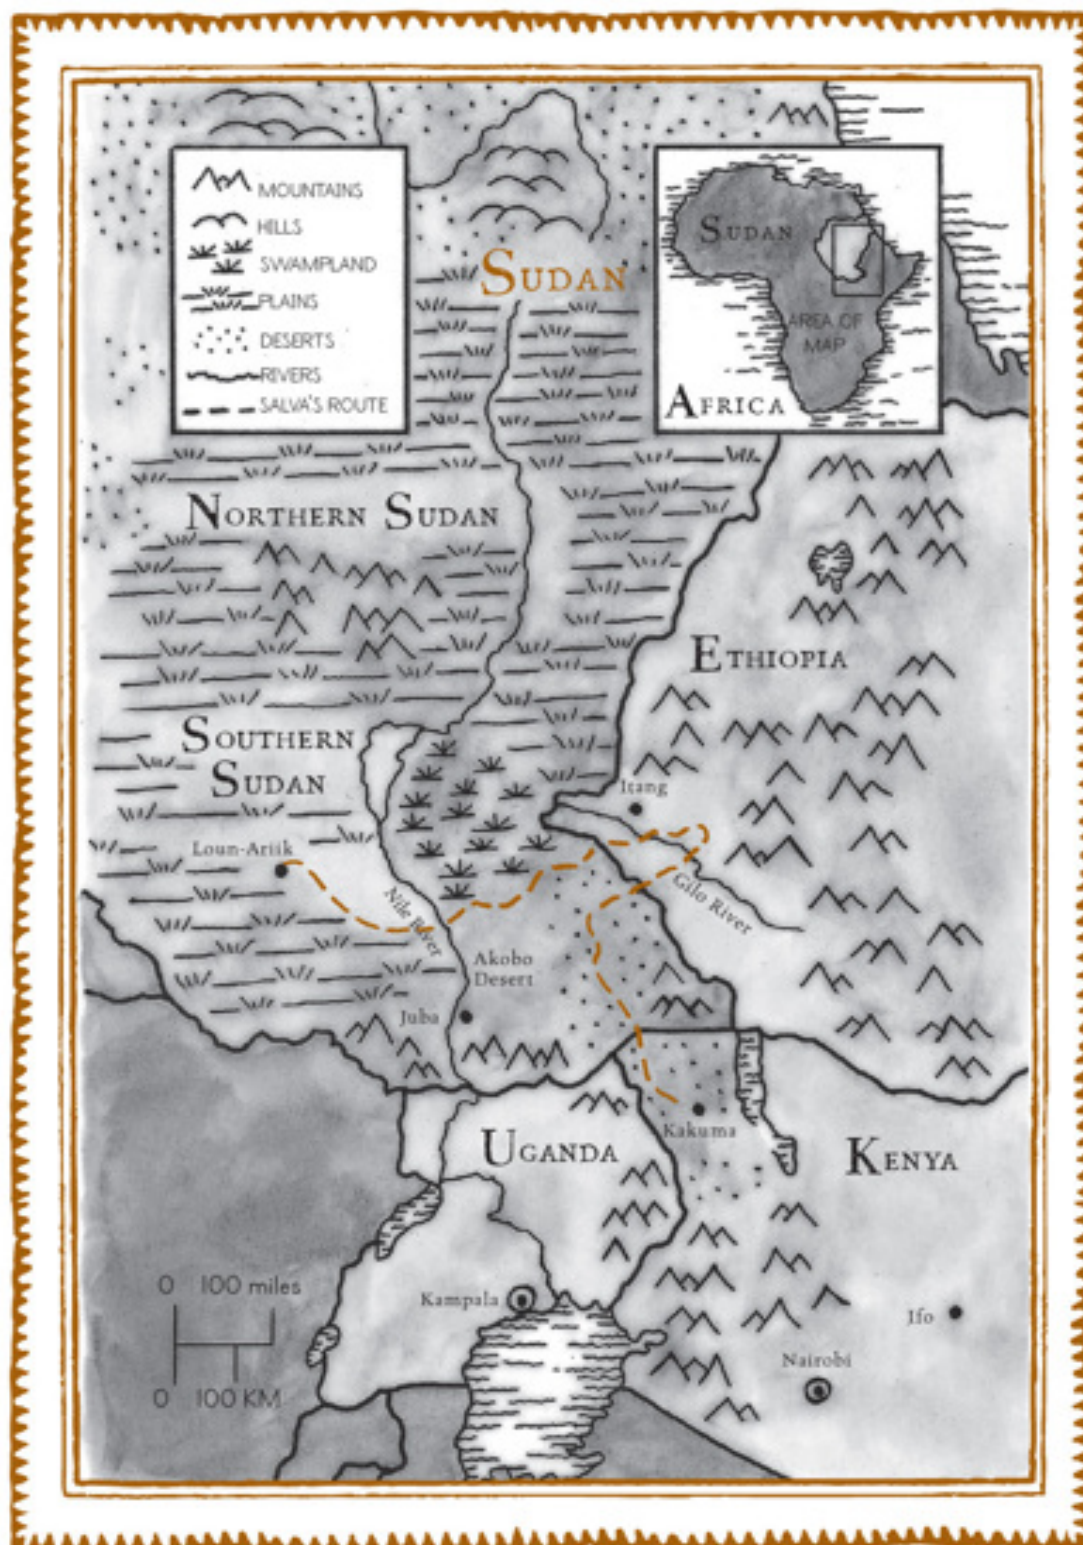 MOUNTAINS
HILLS
SWAMPLAND
PLAINS
DESERTS
RIVERS
SALVA'S ROUTE
SUDAN
SUDAN
AREA OF
MAP
AFRICA
NORTHERN SUDAN
ETHIOPIA
SOUTHERN
SUDAN
Itang
Loun-Ariik
Nile River
Gilo River
Akobo
Desert
Juba
Kakuma
UGANDA
KENYA
0 100 miles
0 100 KM
Kampala
Ifo
Nairobi